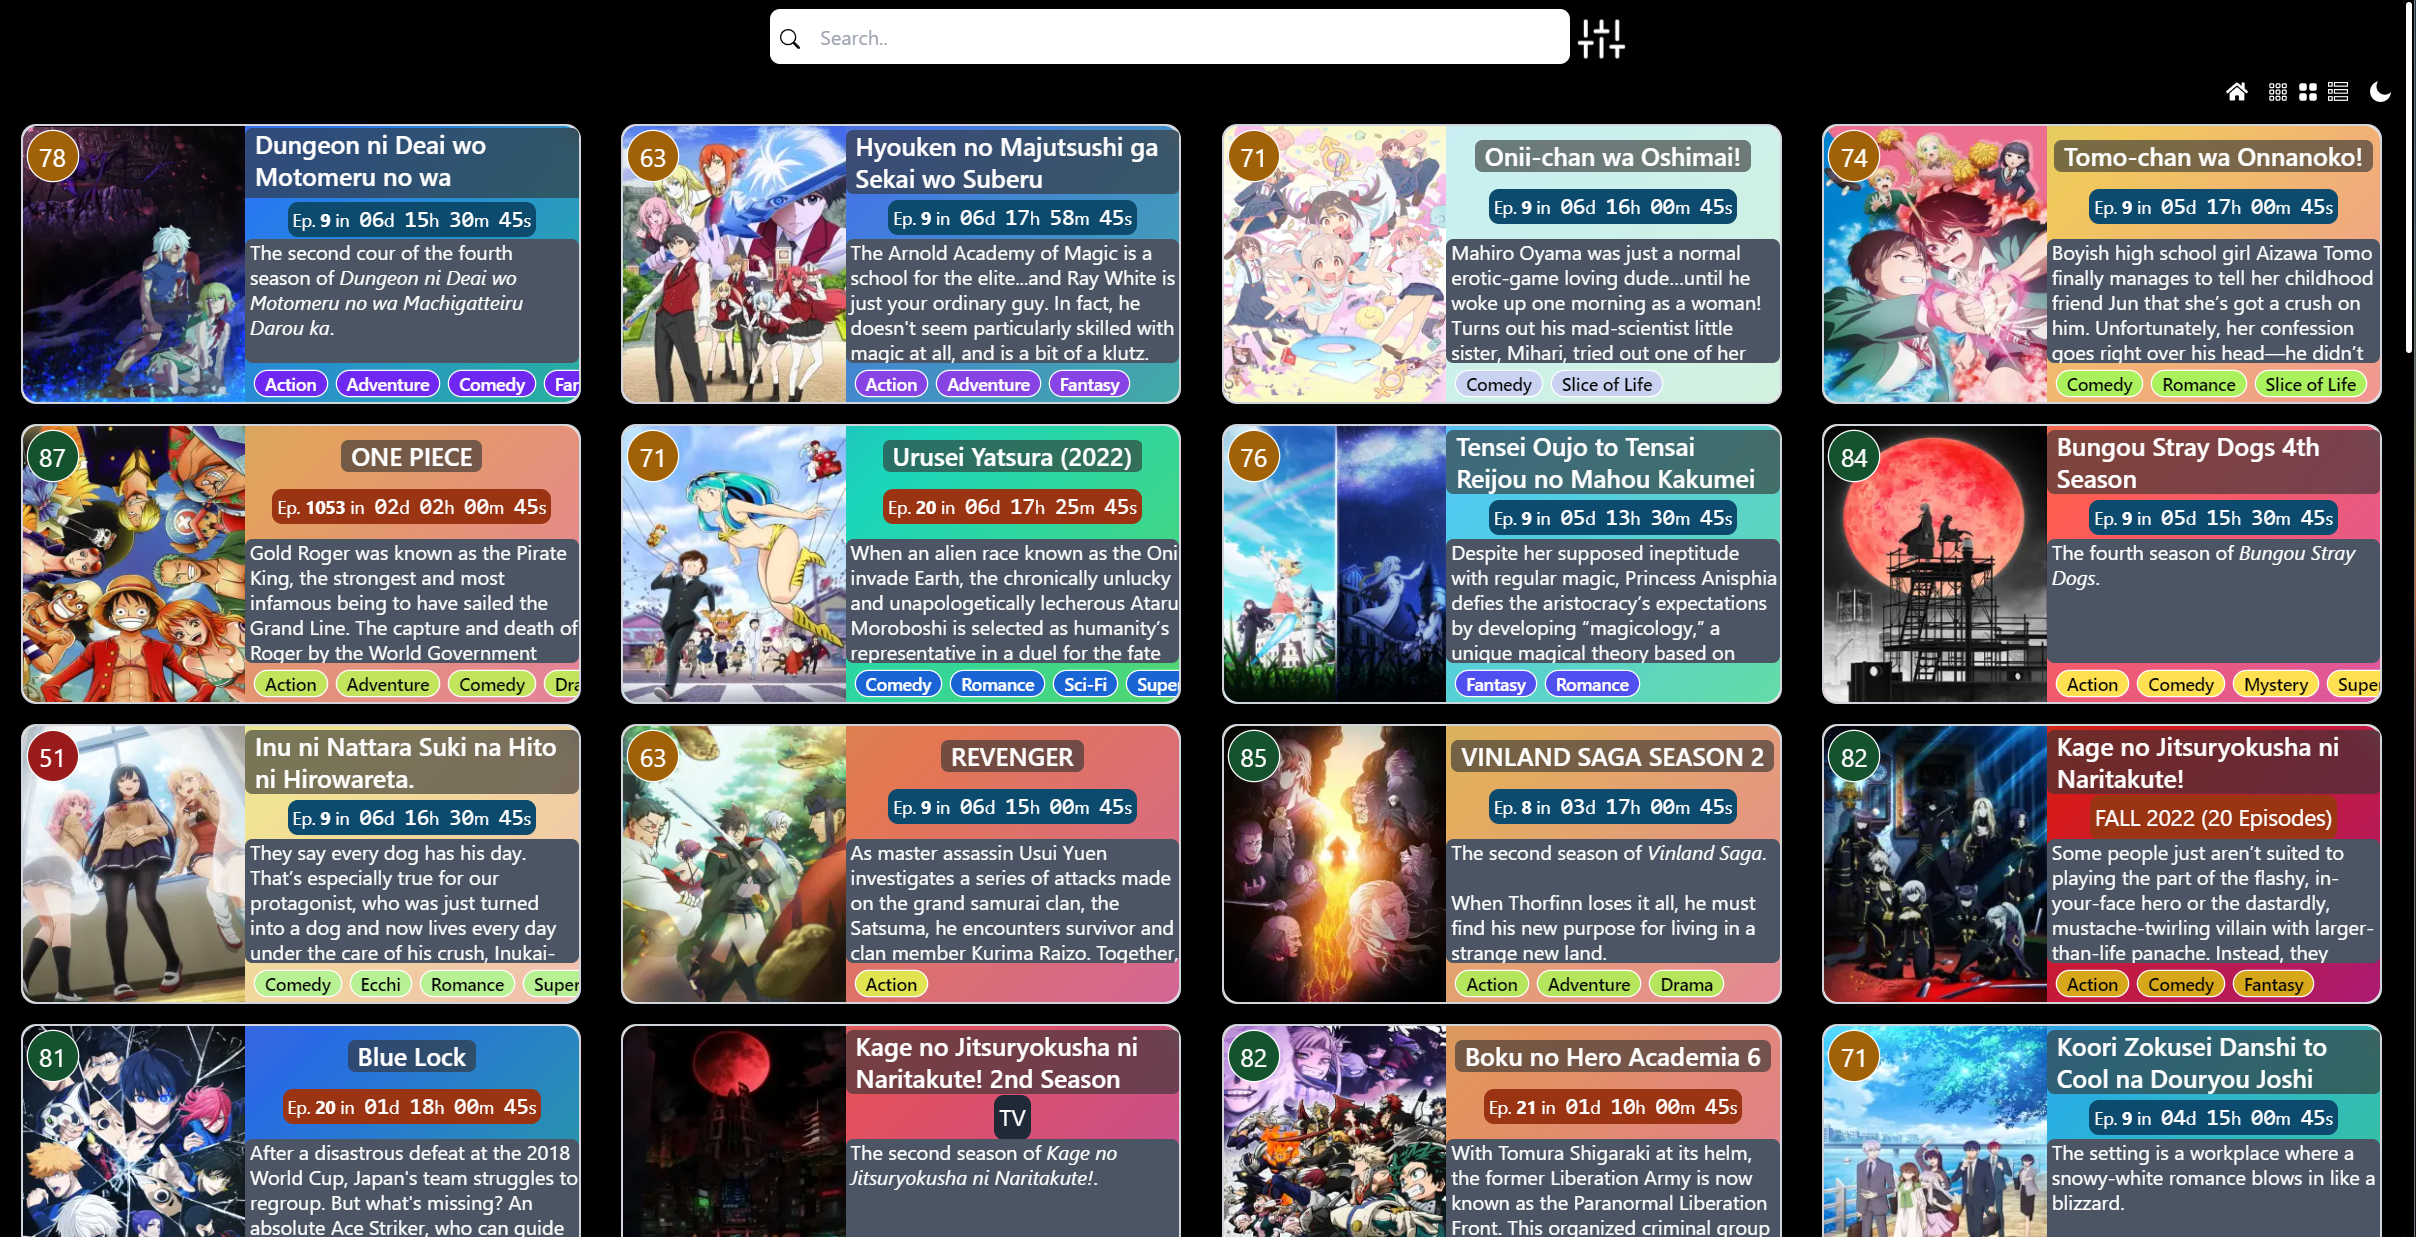 Search..
78
Dungeon ni Deai wo
Motomeru no wa
Ep. 9 in 06d 15h 30m 45s
The second cour of the fourth
season of Dungeon ni Deai wo
Motomeru no wa Machigatteiru
Darou ka.
Action Adventure Comedy Fan
63
Hyouken no Majutsushi ga
Sekai wo Suberu
Ep. 9 in 06d 17h 58m 45s
The Arnold Academy of Magic is a
school for the elite...and Ray White is
just your ordinary guy. In fact, he
doesn't seem particularly skilled with
magic at all, and is a bit of a klutz.
Action Adventure Fantasy
71
Onii-chan wa Oshimai!
Ep. 9 in 06d 16h 00m 45s
Mahiro Oyama was just a normal
erotic-game loving dude...until he
woke up one morning as a woman!
Turns out his mad-scientist little
sister, Mihari, tried out one of her
Comedy Slice of Life
74
Tomo-chan wa Onnanoko!
Ep. 9 in 05d 17h 00m 45s
Boyish high school girl Aizawa Tomo
finally manages to tell her childhood
friend Jun that she’s got a crush on
him. Unfortunately, her confession
goes right over his head—he didn’t
Comedy Romance Slice of Life
87
ONE PIECE
Ep. 1053 in 02d 02h 00m 45s
Gold Roger was known as the Pirate
King, the strongest and most
infamous being to have sailed the
Grand Line. The capture and death of
Roger by the World Government
Action Adventure Comedy Dra
71
Urusei Yatsura (2022)
Ep. 20 in 06d 17h 25m 45s
When an alien race known as the Oni
invade Earth, the chronically unlucky
and unapologetically lecherous Ataru
Moroboshi is selected as humanity’s
representative in a duel for the fate
Comedy Romance Sci-Fi Super
76
Tensei Oujo to Tensai
Reijou no Mahou Kakumei
Ep. 9 in 05d 13h 30m 45s
Despite her supposed ineptitude
with regular magic, Princess Anisphia
defies the aristocracy’s expectations
by developing “magicology,” a
unique magical theory based on
Fantasy Romance
84
Bungou Stray Dogs 4th
Season
Ep. 9 in 05d 15h 30m 45s
The fourth season of Bungou Stray
Dogs.
Action Comedy Mystery Super
51
Inu ni Nattara Suki na Hito
ni Hirowareta.
Ep. 9 in 06d 16h 30m 45s
They say every dog has his day.
That’s especially true for our
protagonist, who was just turned
into a dog and now lives every day
under the care of his crush, Inukai-
Comedy Ecchi Romance Super
63
REVENGER
Ep. 9 in 06d 15h 00m 45s
As master assassin Usui Yuen
investigates a series of attacks made
on the grand samurai clan, the
Satsuma, he encounters survivor and
clan member Kurima Raizo. Together,
Action
85
VINLAND SAGA SEASON 2
Ep. 8 in 03d 17h 00m 45s
The second season of Vinland Saga.
When Thorfinn loses it all, he must
find his new purpose for living in a
strange new land.
Action Adventure Drama
82
Kage no Jitsuryokusha ni
Naritakute!
FALL 2022 (20 Episodes)
Some people just aren’t suited to
playing the part of the flashy, in-
your-face hero or the dastardly,
mustache-twirling villain with larger-
than-life panache. Instead, they
Action Comedy Fantasy
81
Blue Lock
Ep. 20 in 01d 18h 00m 45s
After a disastrous defeat at the 2018
World Cup, Japan's team struggles to
regroup. But what's missing? An
absolute Ace Striker, who can guide
Kage no Jitsuryokusha ni
Naritakute! 2nd Season
TV
The second season of Kage no
Jitsuryokusha ni Naritakute!.
82
Boku no Hero Academia 6
Ep. 21 in 01d 10h 00m 45s
With Tomura Shigaraki at its helm,
the former Liberation Army is now
known as the Paranormal Liberation
Front. This organized criminal group
71
Koori Zokusei Danshi to
Cool na Douryou Joshi
Ep. 9 in 04d 15h 00m 45s
The setting is a workplace where a
snowy-white romance blows in like a
blizzard.